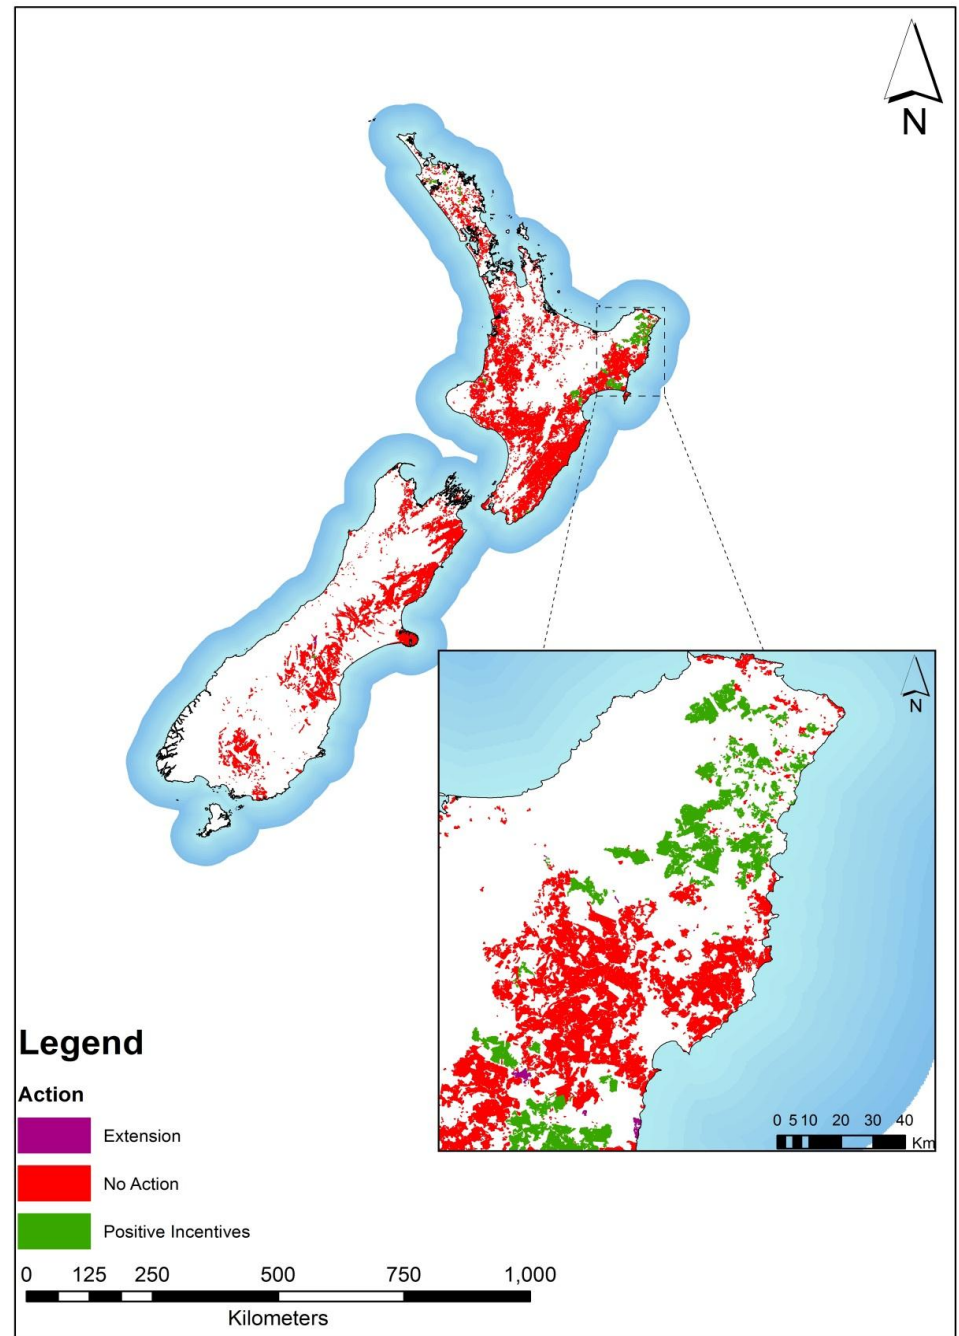 N
N
0 5 10 20 30 40
Km
Legend
Action
Extension
No Action
Positive Incentives
0 125 250 500 750 1,000
Kilometers